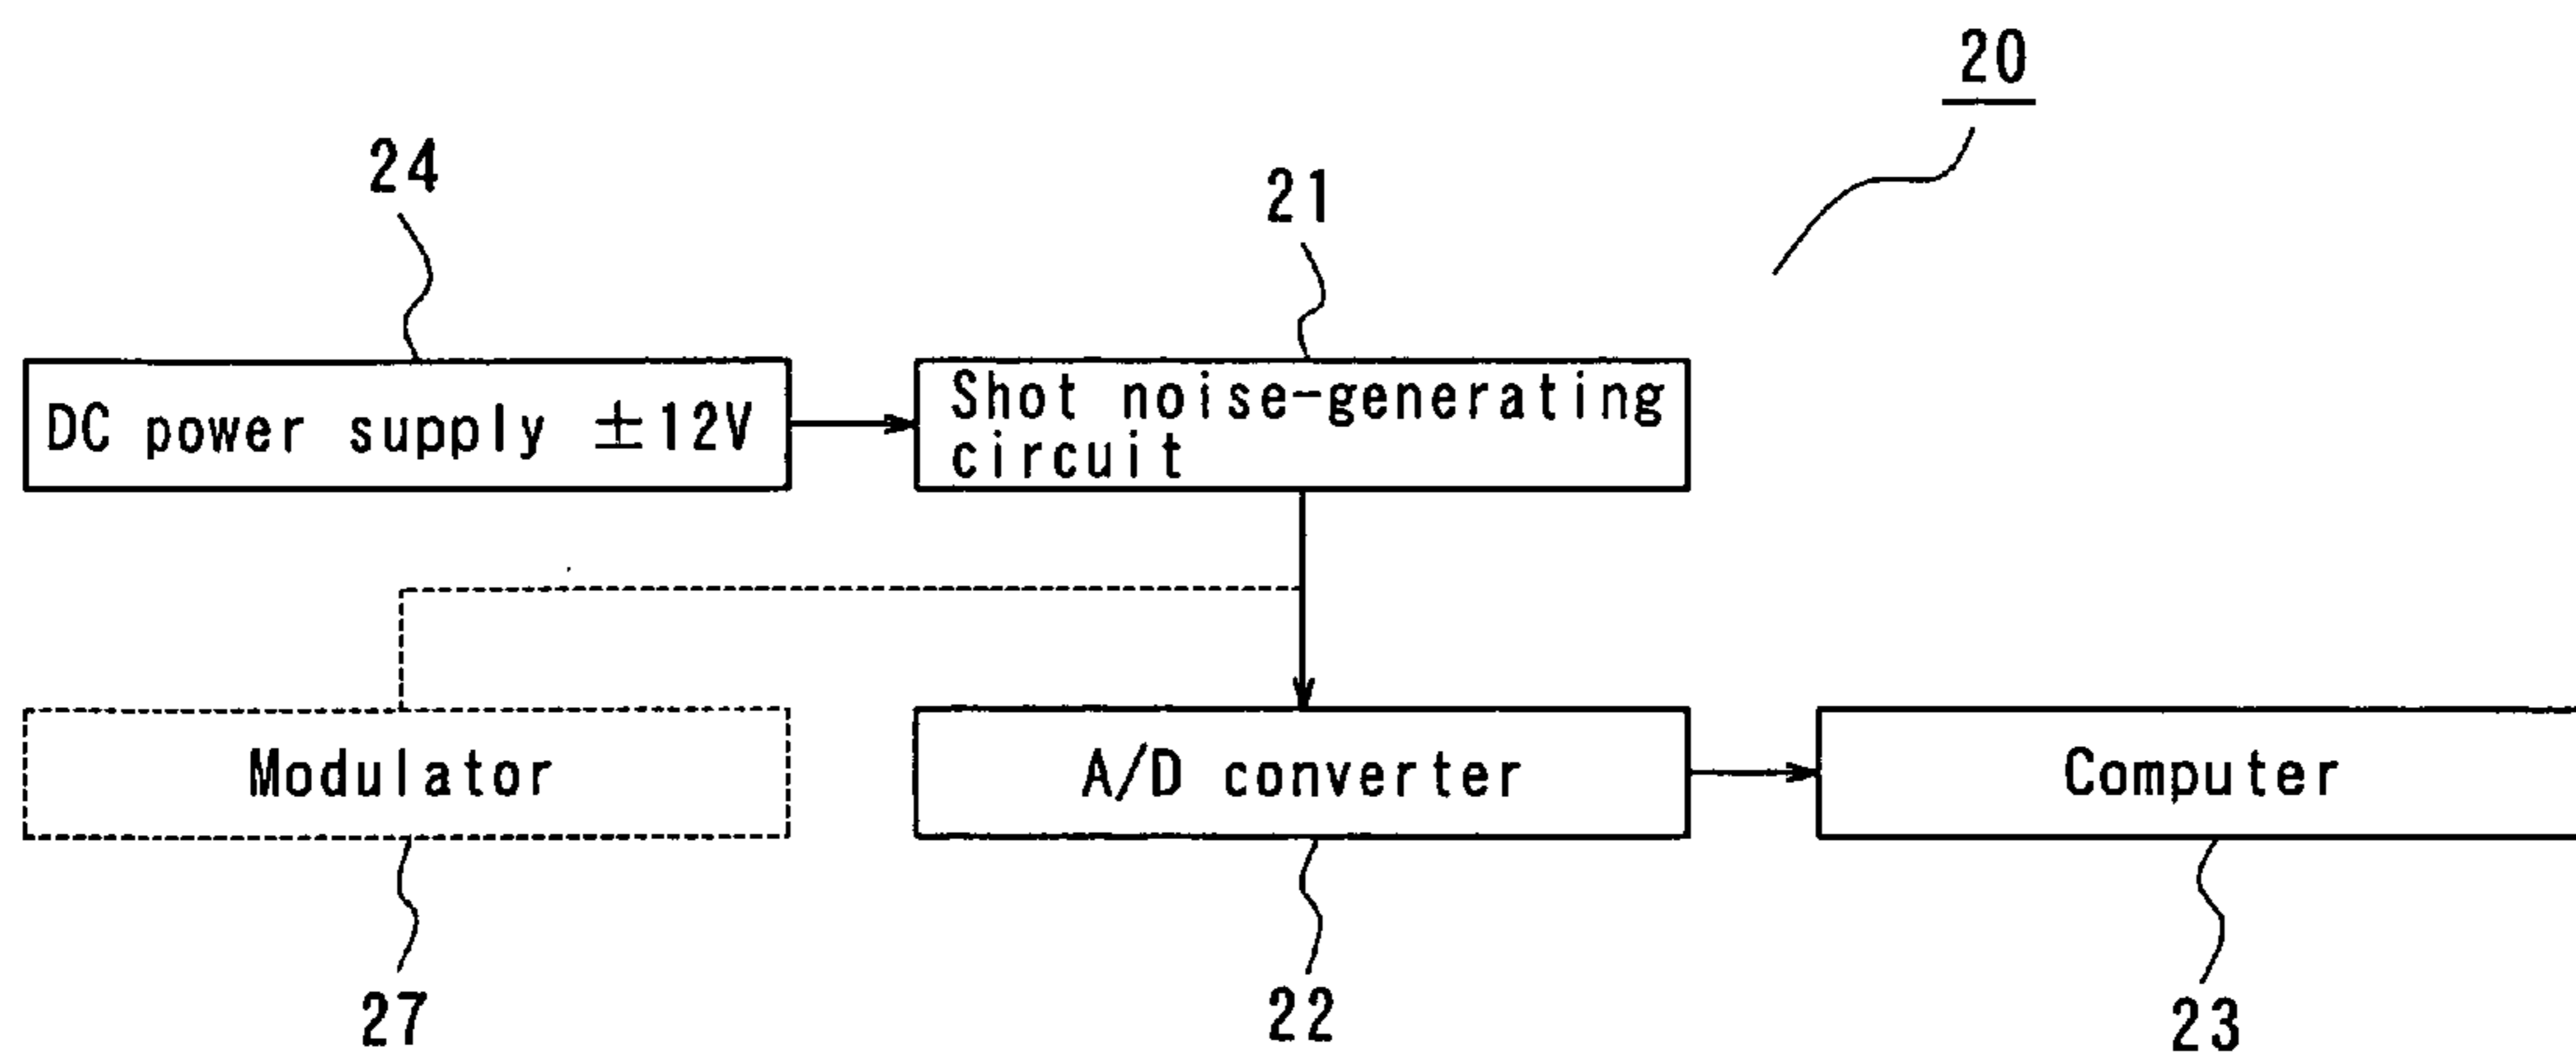 20
24
21
DC power supply ±12V
Shot noise-generating
circuit
Modulator
A/D converter
Computer
27
22
23